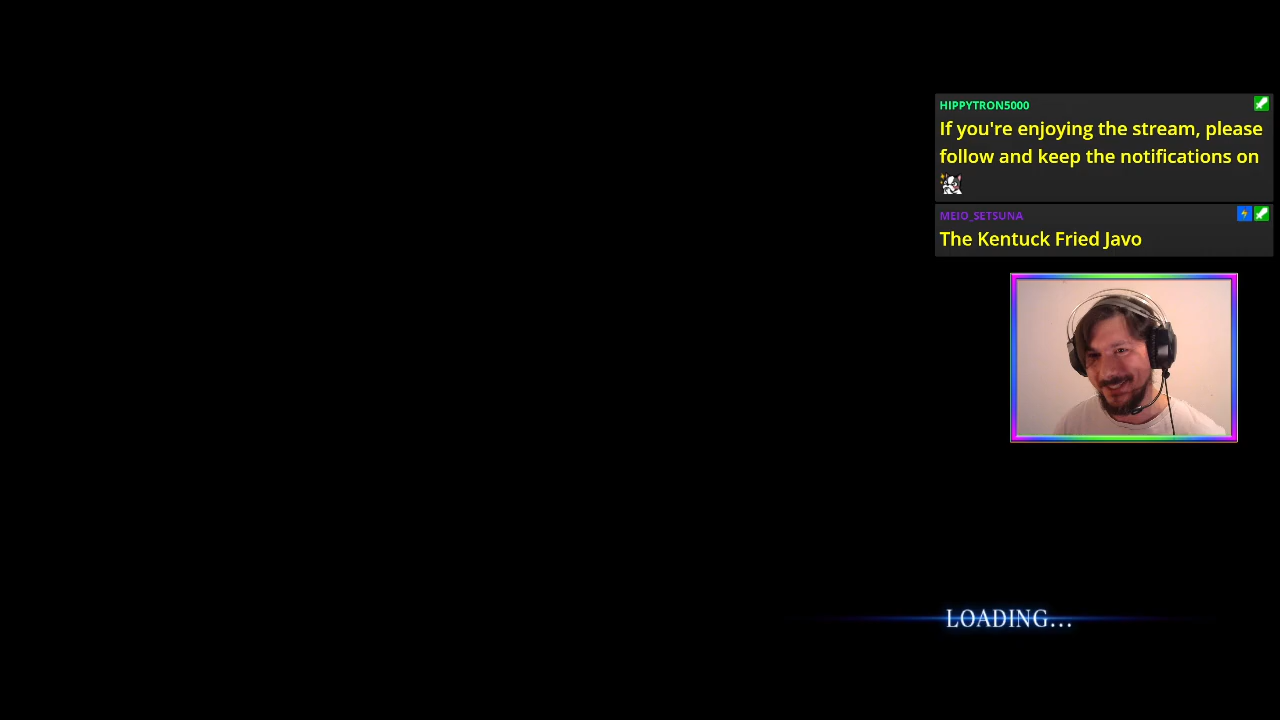 HIPPYTRON5000
If you're enjoying the stream, please
follow and keep the notifications on
MEIO_SETSUNA
The Kentuck Fried Javo
LOADING...